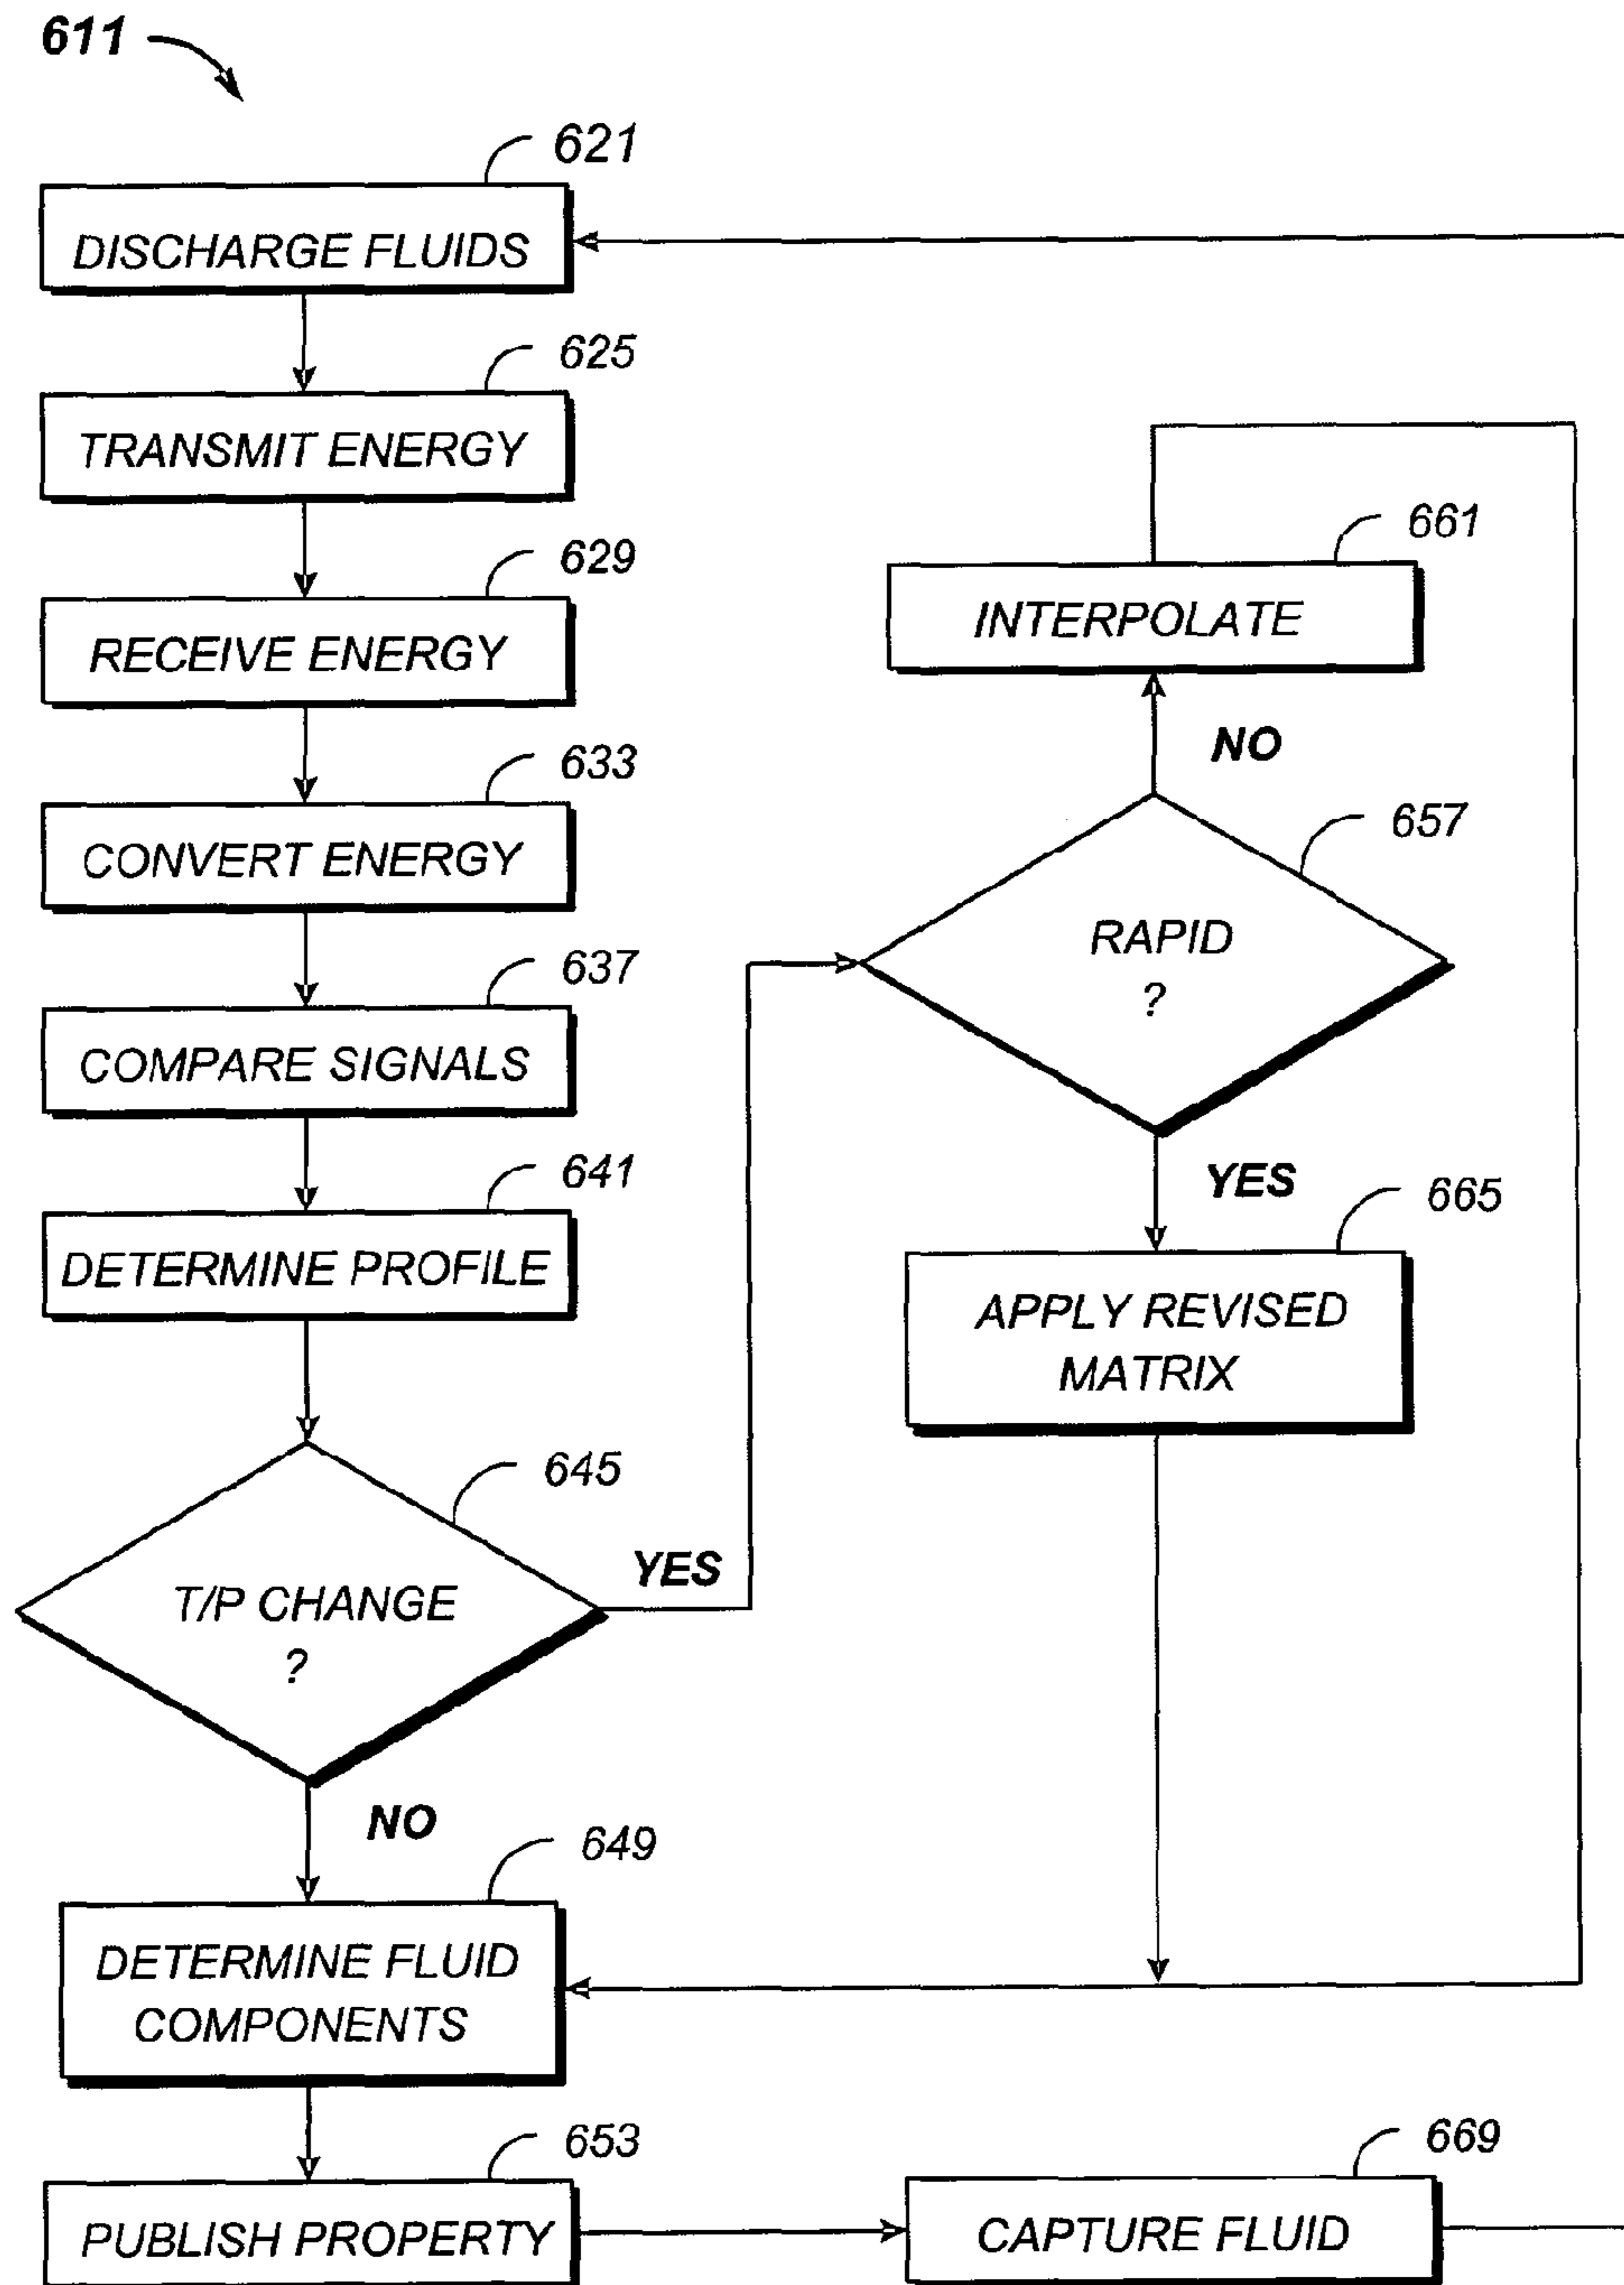 611
621
DISCHARGE FLUIDS
625
TRANSMIT ENERGY
629
RECEIVE ENERGY
633
CONVERT ENERGY
637
COMPARE SIGNALS
641
DETERMINE PROFILE
645
T/P CHANGE
?
YES
NO
649
DETERMINE FLUID
COMPONENTS
653
PUBLISH PROPERTY
661
INTERPOLATE
NO
657
RAPID
?
YES
665
APPLY REVISED
MATRIX
669
CAPTURE FLUID